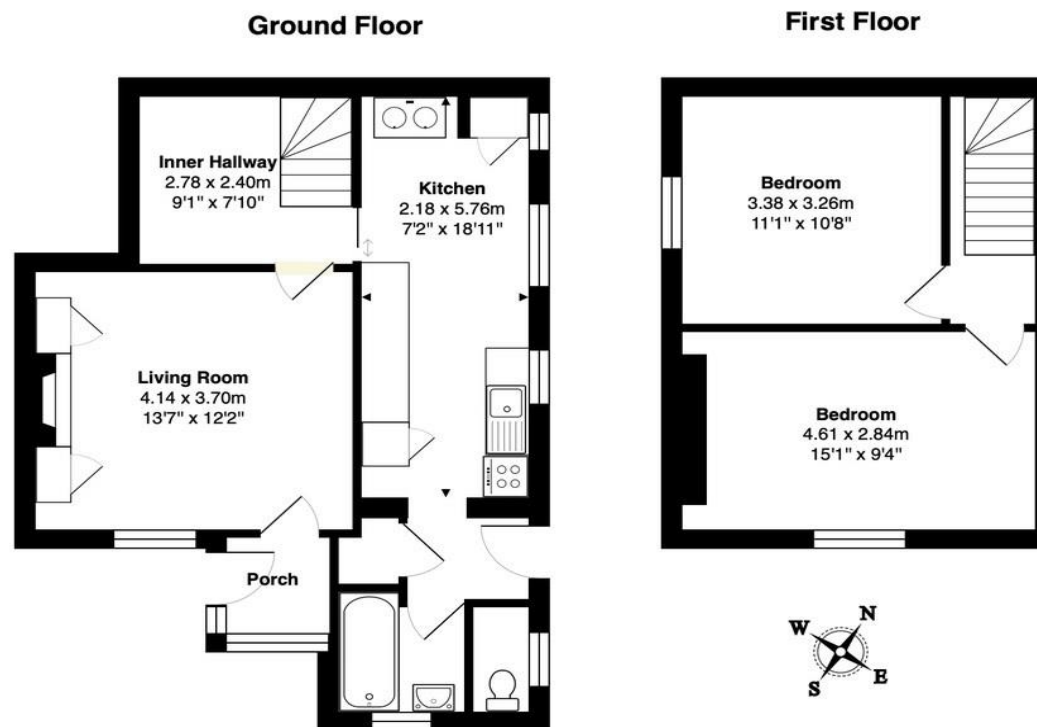 Ground Floor
First Floor
Inner Hallway
2.78 x 2.40m
9'1" x 7'10"
Kitchen
2.18 x 5.76m
7'2" x 18'11"
Living Room
4.14 x 3.70m
13'7" x 12'2"
Porch
Bedroom
3.38 x 3.26m
11'1" x 10'8"
Bedroom
4.61 x 2.84m
15'1" x 9'4"
N
W
S
E